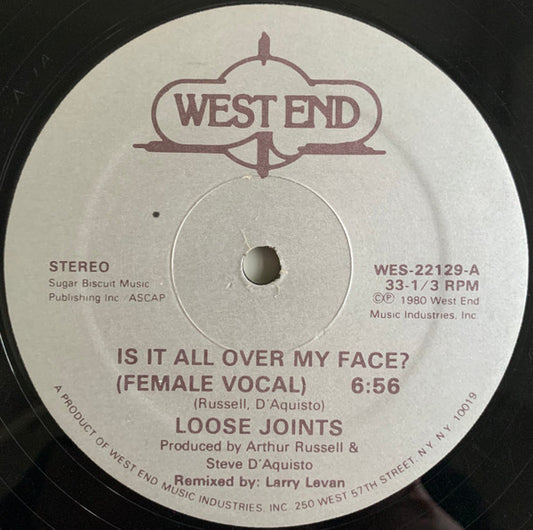 WEST END
STEREO
Sugar Biscuit Music
Publishing Inc / ASCAP
WES-22129-A
33-1/3 RPM
©℗ 1980 West End
Music Industries, Inc.
IS IT ALL OVER MY FACE?
(FEMALE VOCAL) 6:56
(Russell, D'Aquisto)
LOOSE JOINTS
Produced by Arthur Russell &
Steve D'Aquisto
Remixed by: Larry Levan
A PRODUCT OF WEST END MUSIC INDUSTRIES, INC. 250 WEST 57TH STREET, NY, NY. 10019